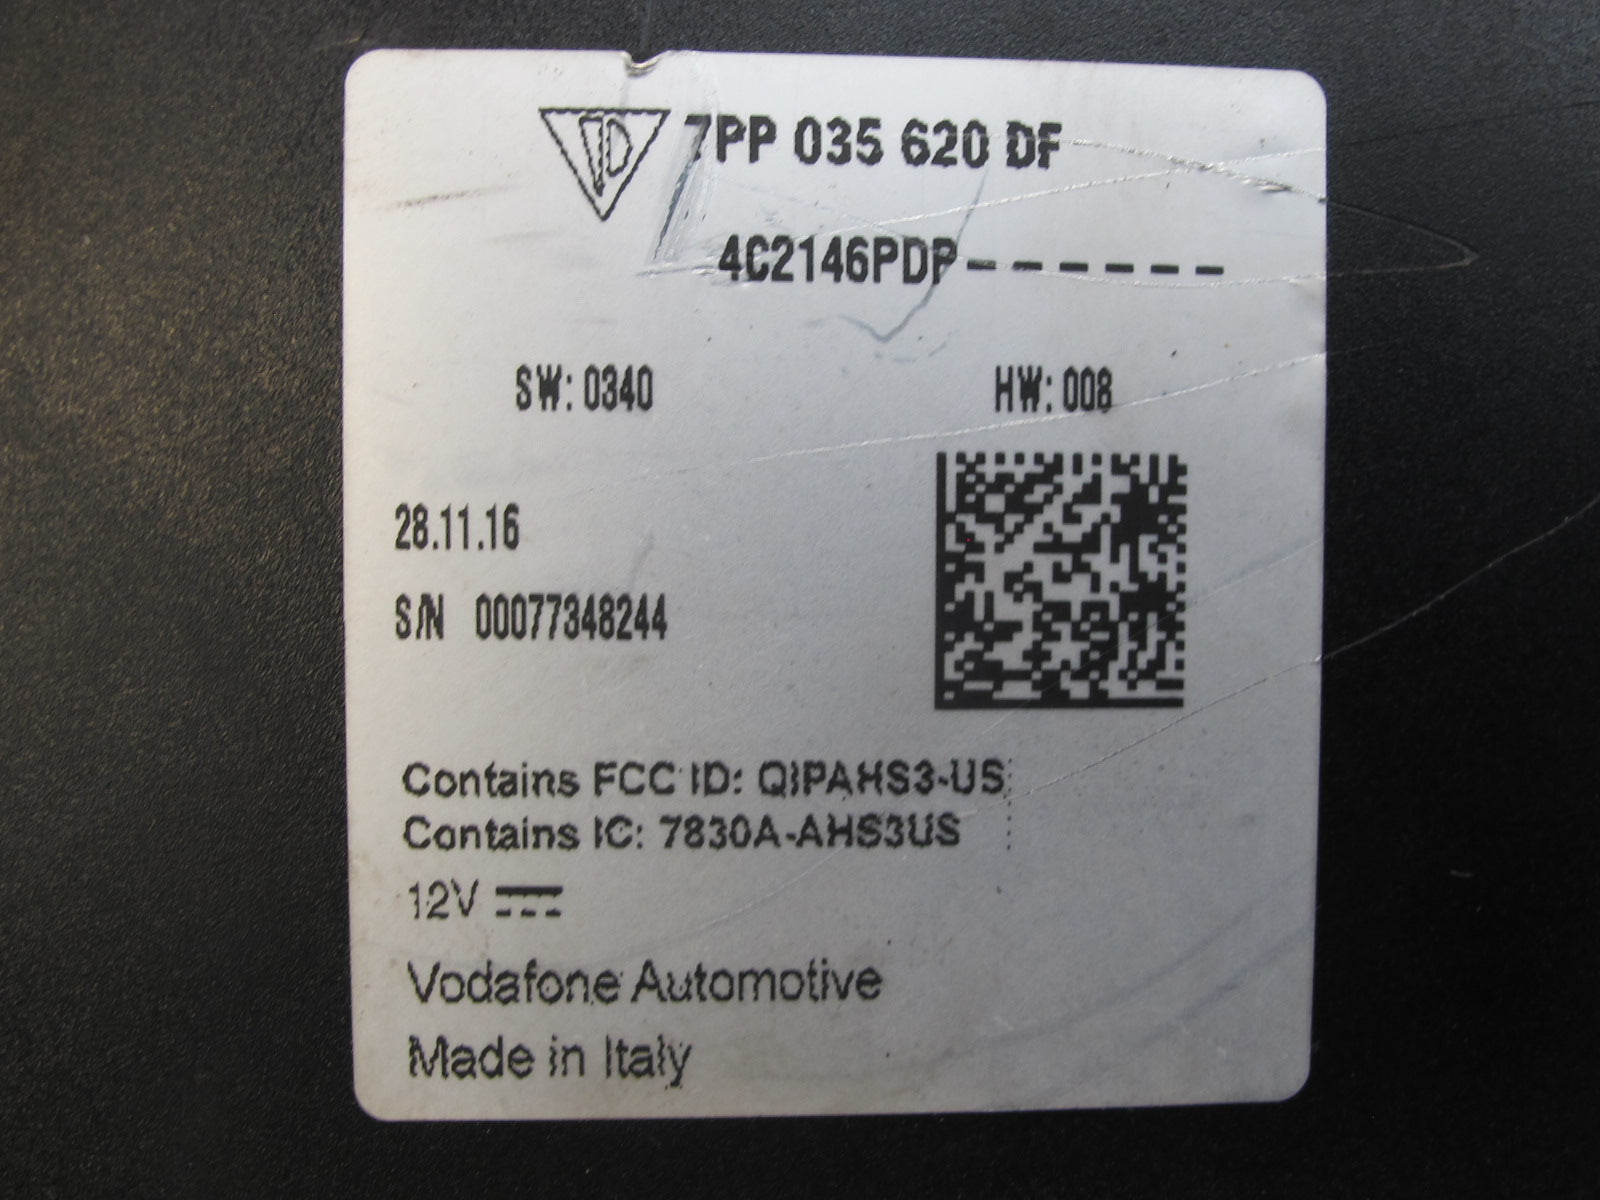 7PP 035 620 DF
4C2146PDP------
SW: 0340 HW: 008
28.11.16
S/N 00077348244
Contains FCC ID: QIPAHS3-US
Contains IC: 7830A-AHS3US
12V
Vodafone Automotive
Made in Italy